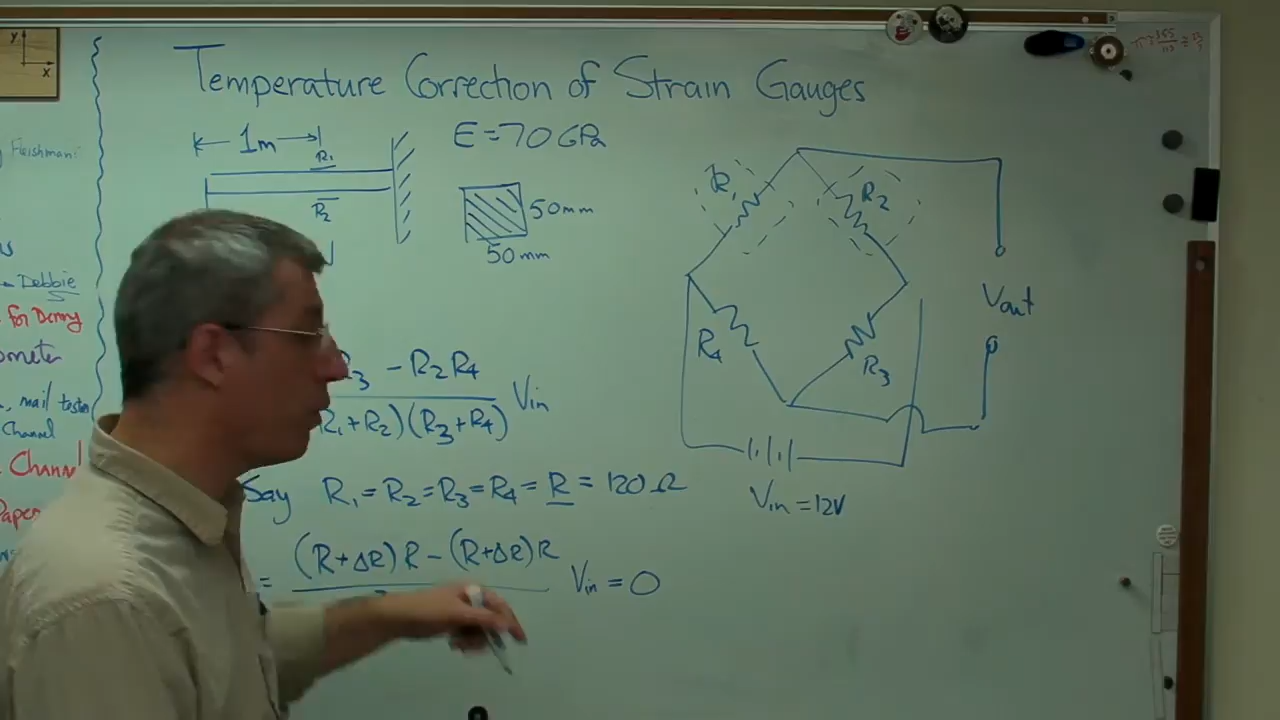 Temperature Correction of Strain Gauges
y
x
1m
R₁
R₂
E = 70 GPa
50mm
50mm
Fleishman:
Debbie
for Denny
ometer
, mail tester
Channel
Channel
Paper
R₁
R₂
R₄
R₃
Vout
Vin = 12V
R₃ - R₂R₄
R₁+R₂)(R₃+R₄) Vin
Say R₁ = R₂ = R₃ = R₄ = R = 120 Ω
= (R+ΔR)R - (R+ΔR)R Vin = 0